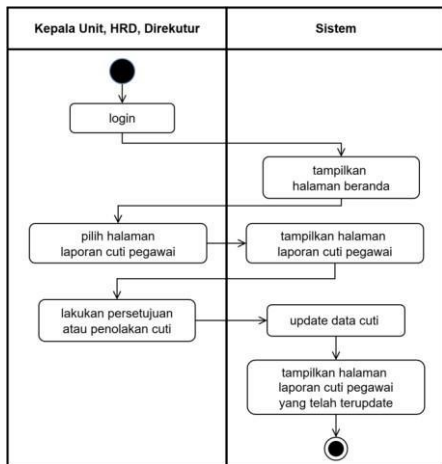 Kepala Unit, HRD, Direkutur
Sistem
login
tampilkan
halaman beranda
pilih halaman
laporan cuti pegawai
tampilkan halaman
laporan cuti pegawai
lakukan persetujuan
atau penolakan cuti
update data cuti
tampilkan halaman
laporan cuti pegawai
yang telah terupdate